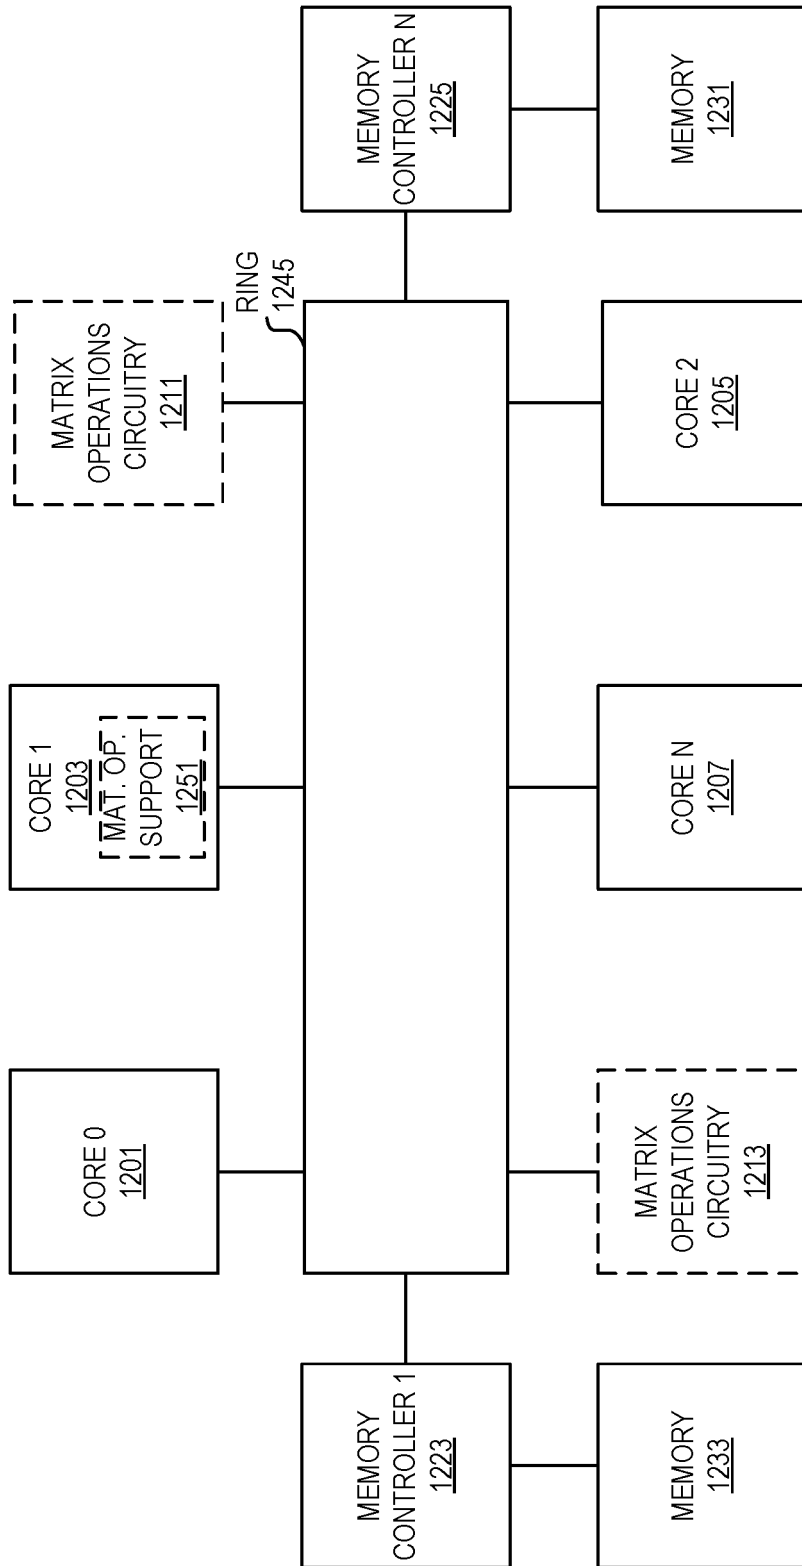 CORE 0
1201
CORE 1
1203
MAT. OP.
SUPPORT
1251
MATRIX
OPERATIONS
CIRCUITRY
1211
RING
1245
MEMORY
CONTROLLER 1
1223
MEMORY
CONTROLLER N
1225
MEMORY
1233
MATRIX
OPERATIONS
CIRCUITRY
1213
CORE N
1207
CORE 2
1205
MEMORY
1231